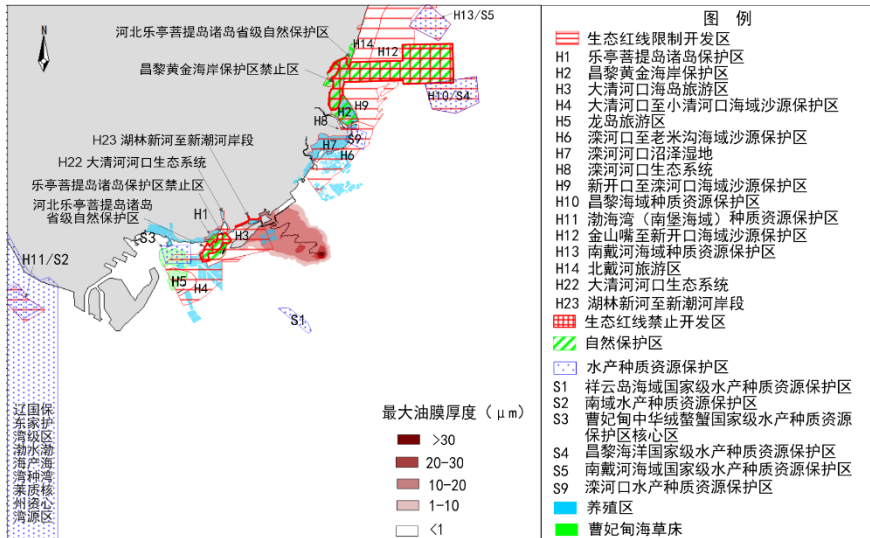 H13/S5
河北乐亭菩提岛诸岛省级自然保护区
H14
H12
昌黎黄金海岸保护区禁止区
H10/S4
H9
H2
H8
S9
H7
H6
H23 湖林新河至新潮河岸段
H22 大清河河口生态系统
乐亭菩提岛诸岛保护区禁止区
河北乐亭菩提岛诸岛
省级自然保护区
H1
H3
S3
H11/S2
H5
H4
S1
N
辽国保
东家护
湾级区
渤水渤
海产海
湾种湾
莱质核
州资心
湾源区
最大油膜厚度（μm）
>30
20-30
10-20
1-10
<1
图 例
生态红线限制开发区
H1 乐亭菩提岛诸岛保护区
H2 昌黎黄金海岸保护区
H3 大清河口海岛旅游区
H4 大清河口至小清河口海域沙源保护区
H5 龙岛旅游区
H6 滦河口至老米沟海域沙源保护区
H7 滦河河口沼泽湿地
H8 滦河河口生态系统
H9 新开口至滦河口海域沙源保护区
H10 昌黎海域种质资源保护区
H11 渤海湾（南堡海域）种质资源保护区
H12 金山嘴至新开口海域沙源保护区
H13 南戴河海域种质资源保护区
H14 北戴河旅游区
H22 大清河河口生态系统
H23 湖林新河至新潮河岸段
生态红线禁止开发区
自然保护区
水产种质资源保护区
S1 祥云岛海域国家级水产种质资源保护区
S2 南域水产种质资源保护区
S3 曹妃甸中华绒螯蟹国家级水产种质资源
保护区核心区
S4 昌黎海洋国家级水产种质资源保护区
S5 南戴河海域国家级水产种质资源保护区
S9 滦河口水产种质资源保护区
养殖区
曹妃甸海草床